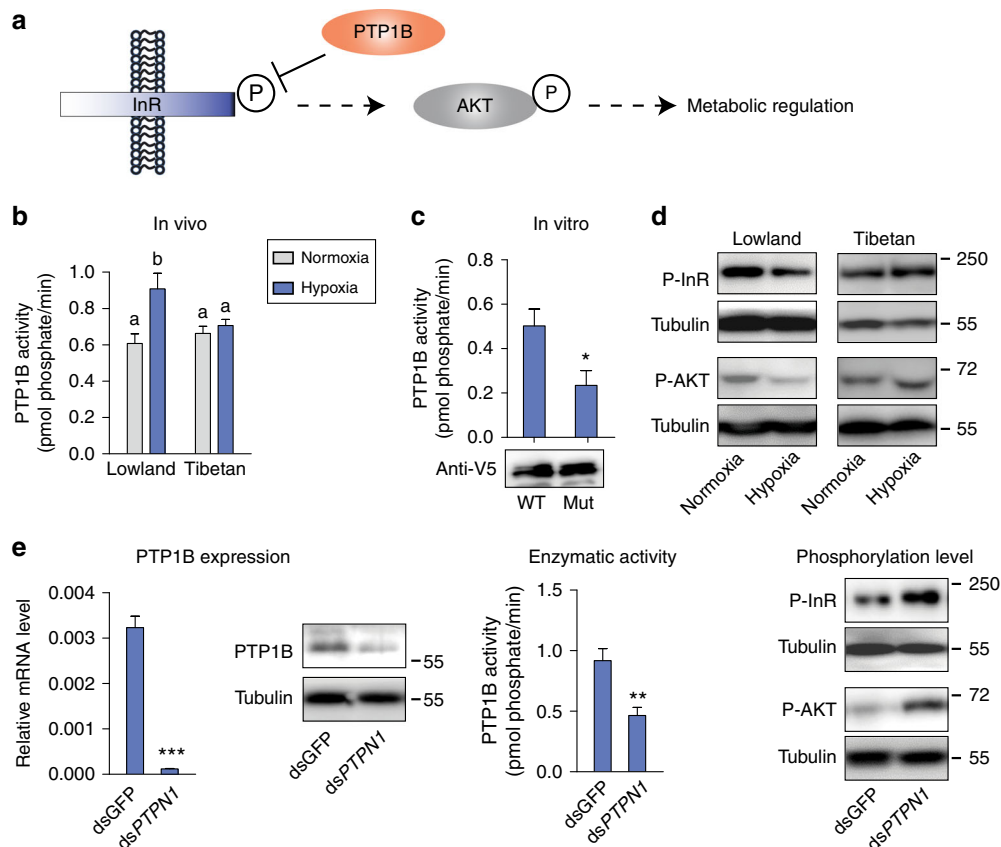 a
PTP1B
InR
P
AKT
P
Metabolic regulation
b
In vivo
Normoxia
Hypoxia
PTP1B activity
(pmol phosphate/min)
1.0
0.8
0.6
0.4
0.2
0.0
a
b
a
a
Lowland
Tibetan
c
In vitro
PTP1B activity
(pmol phosphate/min)
0.8
0.6
0.4
0.2
0.0
*
Anti-V5
WT
Mut
d
Lowland
Tibetan
P-InR
250
Tubulin
55
P-AKT
72
Tubulin
55
Normoxia
Hypoxia
Normoxia
Hypoxia
e
PTP1B expression
Relative mRNA level
0.004
0.003
0.002
0.001
0.000
***
dsGFP
dsPTPN1
PTP1B
55
Tubulin
55
dsGFP
dsPTPN1
Enzymatic activity
PTP1B activity
(pmol phosphate/min)
1.5
1.0
0.5
0.0
**
dsGFP
dsPTPN1
Phosphorylation level
P-InR
250
Tubulin
55
P-AKT
72
Tubulin
55
dsGFP
dsPTPN1